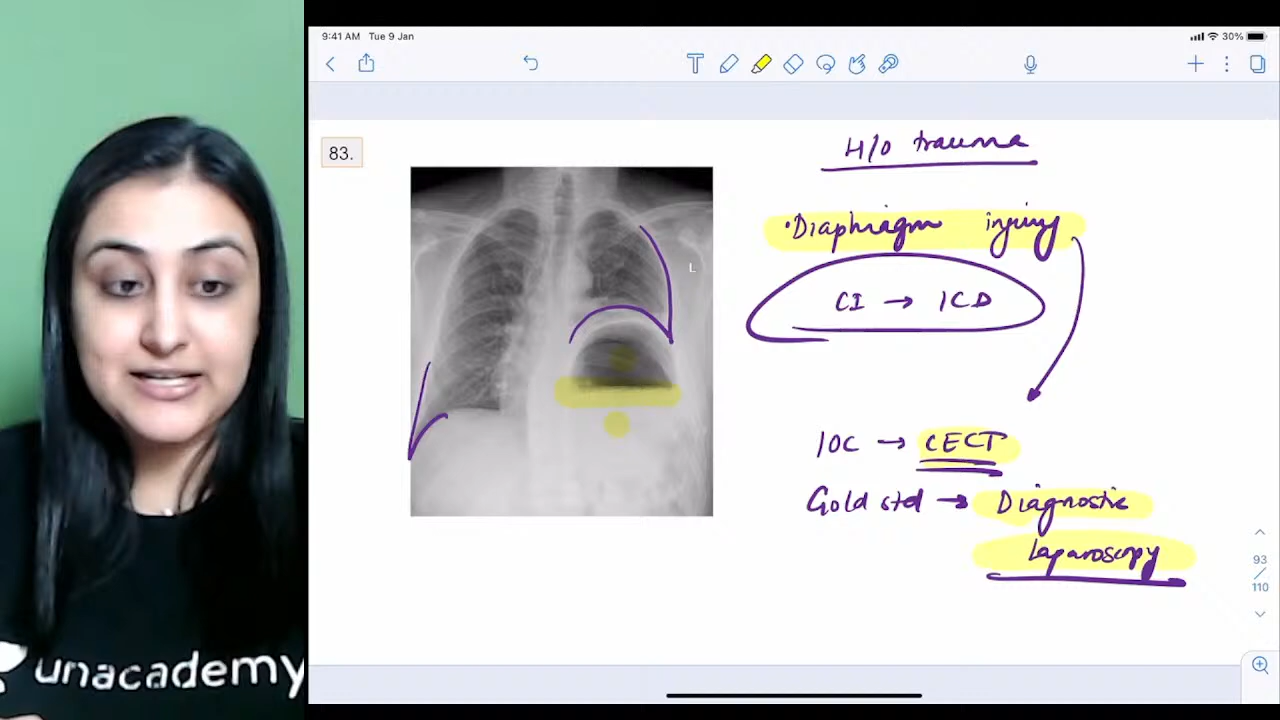 9:41 AM Tue 9 Jan
30%
83.
H/O trauma
Diaphragm injury
CI → ICD
L
IOC → CECT
Gold std → Diagnostic
Laparoscopy
93
/
110
unacademy